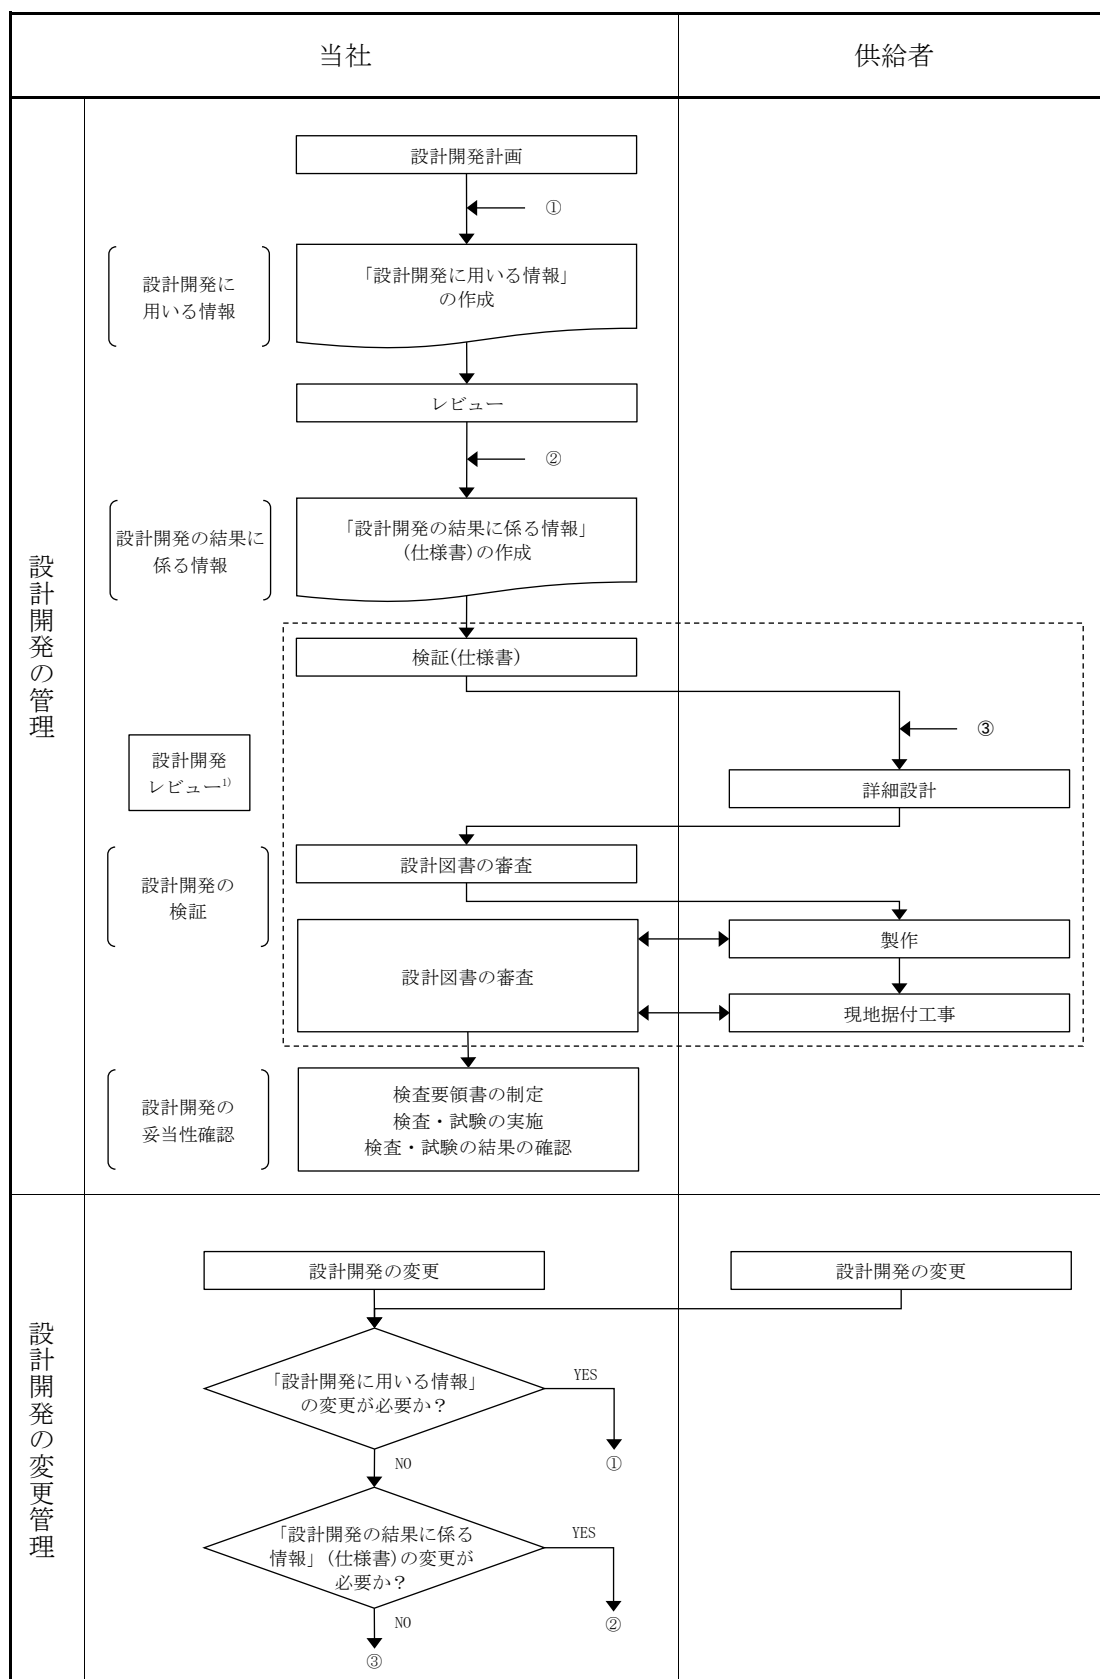 当社
供給者
設計開発の管理
設計開発計画
①
設計開発に
用いる情報
「設計開発に用いる情報」
の作成
レビュー
②
設計開発の結果に
係る情報
「設計開発の結果に係る情報」
(仕様書)の作成
検証(仕様書)
③
設計開発
レビュー1)
詳細設計
設計図書の審査
設計開発の
検証
製作
設計図書の審査
現地据付工事
設計開発の
妥当性確認
検査要領書の制定
検査・試験の実施
検査・試験の結果の確認
設計開発の変更管理
設計開発の変更
設計開発の変更
「設計開発に用いる情報」
の変更が必要か？
YES
①
NO
「設計開発の結果に係る
情報」(仕様書)の変更が
必要か？
YES
②
NO
③